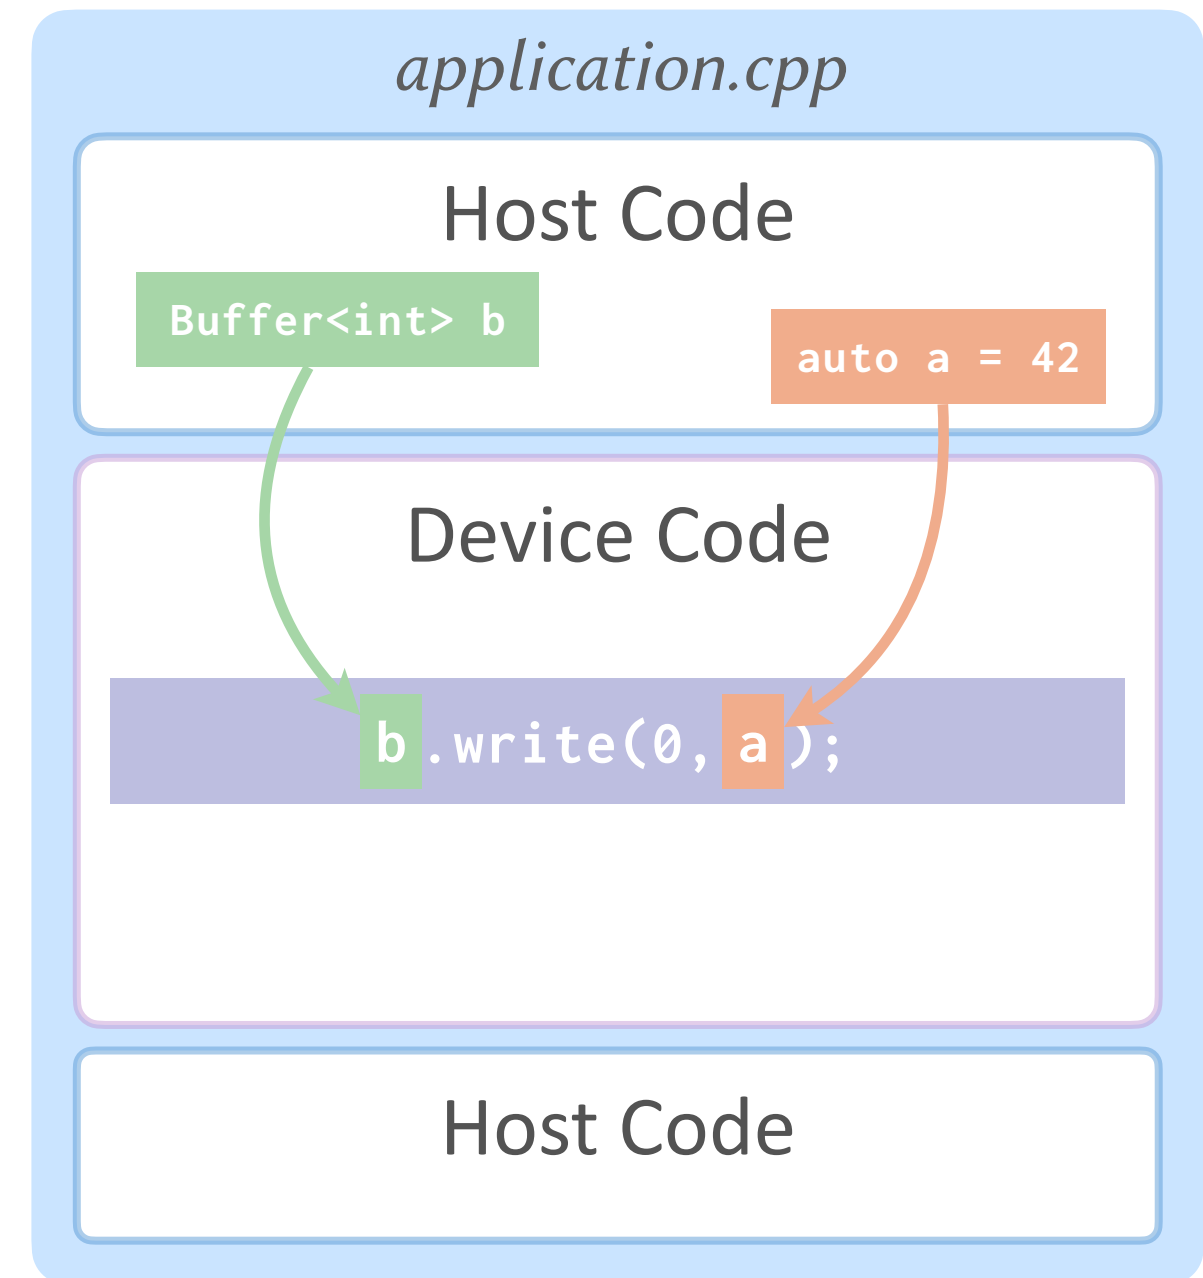 application.cpp
Host Code
Buffer<int> b
auto a = 42
Device Code
b.write(0,a);
Host Code